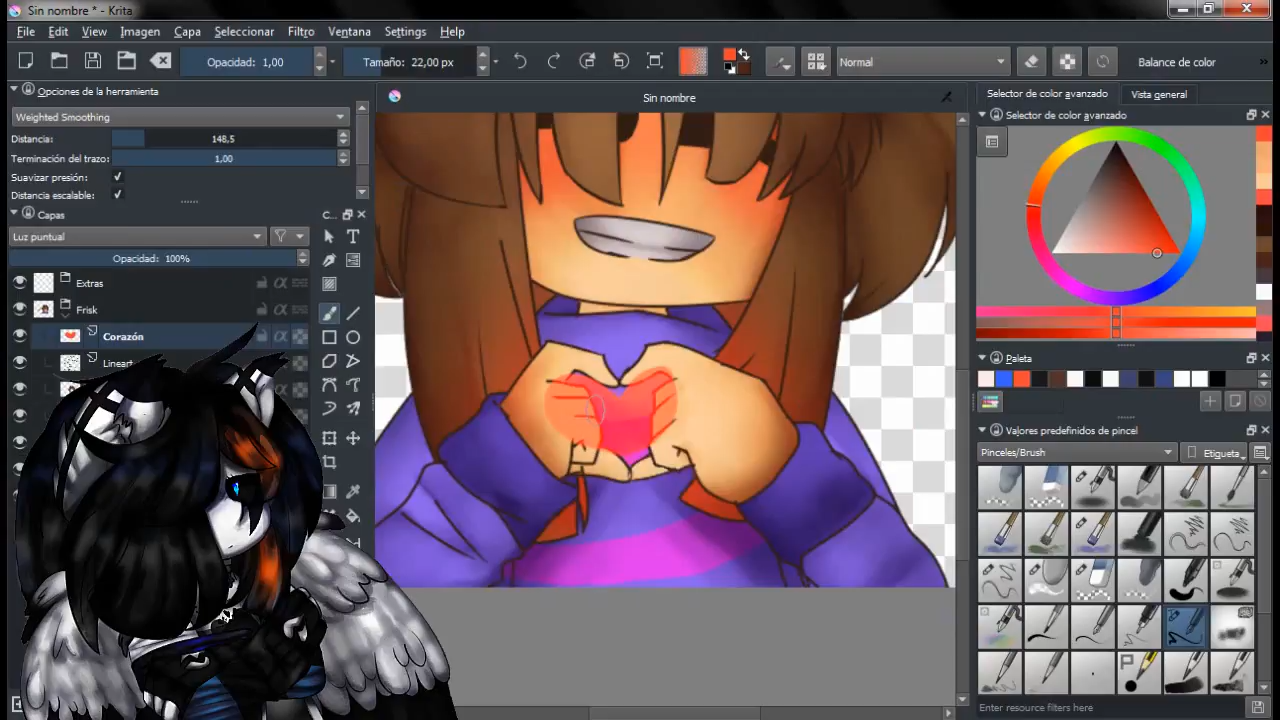 Sin nombre * - Krita
File Edit View Imagen Capa Seleccionar Filtro Ventana Settings Help
Opacidad: 1,00 Tamaño: 22,00 px Normal Balance de color »
Opciones de la herramienta
Weighted Smoothing
Distancia: 148,5
Terminación del trazo: 1,00
Suavizar presión:
Distancia escalable:
Capas
Luz puntual
Opacidad: 100%
Extras
Frisk
Corazón
Lineart
C...
Sin nombre
Selector de color avanzado Vista general
Selector de color avanzado
Paleta
Valores predefinidos de pincel
Pinceles/Brush Etiqueta
Enter resource filters here